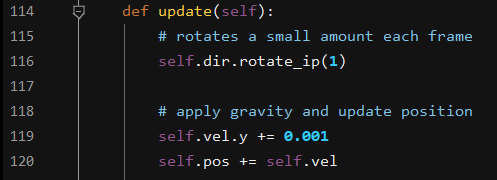 114 def update(self):
115 # rotates a small amount each frame
116 self.dir.rotate_ip(1)
117
118 # apply gravity and update position
119 self.vel.y += 0.001
120 self.pos += self.vel